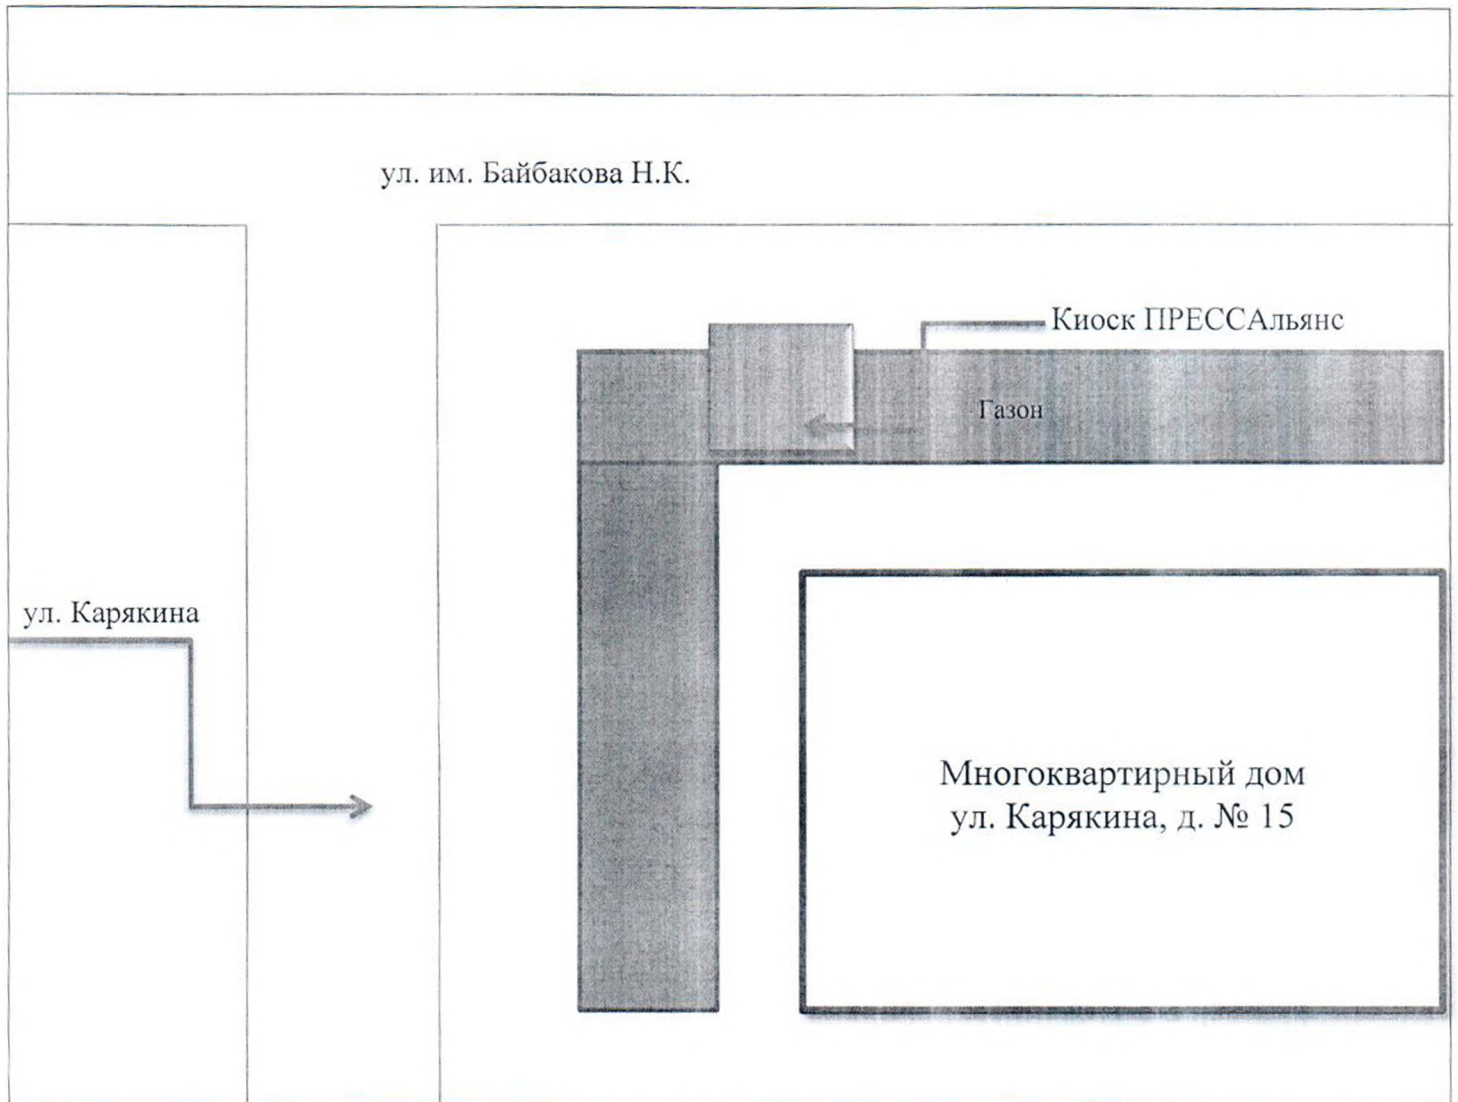 ул. им. Байбакова Н.К.
Киоск ПРЕССАльянс
Газон
ул. Карякина
Многоквартирный дом
ул. Карякина, д. № 15